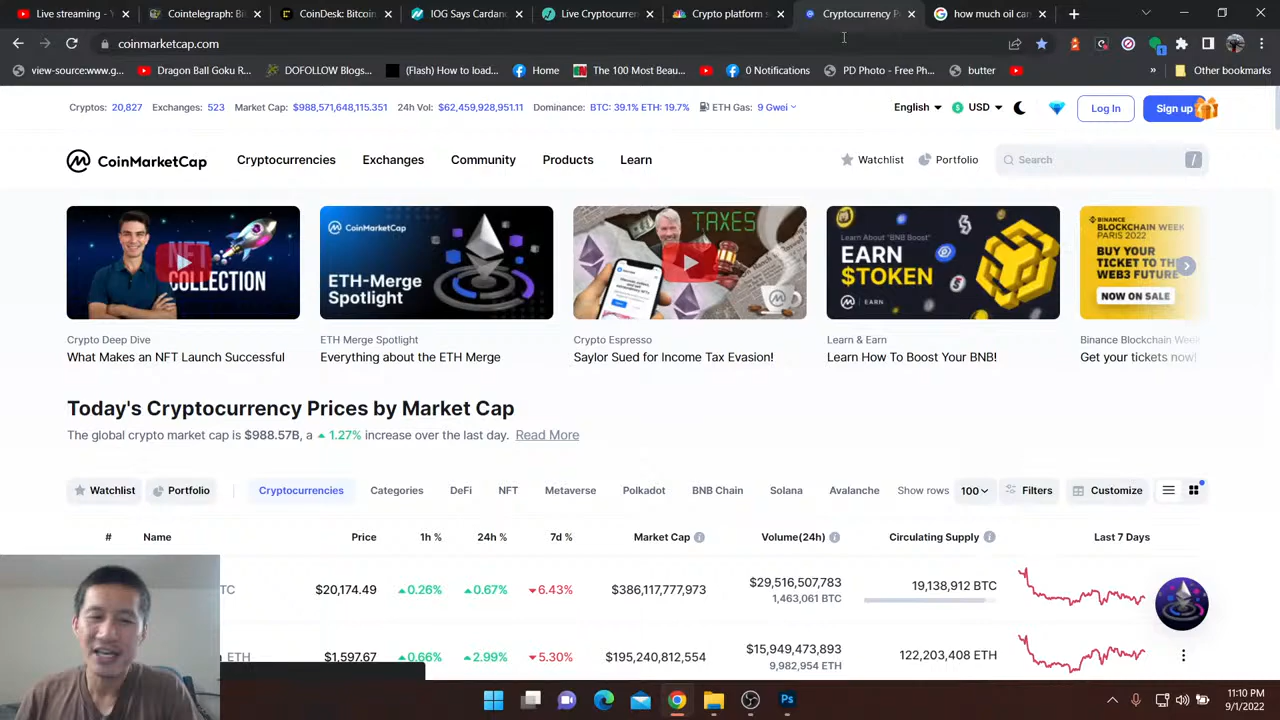 Live streaming - Y
Cointelegraph: Bi
CoinDesk: Bitcoin
IOG Says Cardano
Live Cryptocurren
Crypto platform s
Cryptocurrency P
how much oil can
coinmarketcap.com
view-source:www.g...
Dragon Ball Goku R...
DOFOLLOW Blogs...
(Flash) How to load...
Home
The 100 Most Beau...
0 Notifications
PD Photo - Free Ph...
butter
»
Other bookmarks
Cryptos: 20,827 Exchanges: 523 Market Cap: $988,571,648,115.351 24h Vol: $62,459,928,951.11 Dominance: BTC: 39.1% ETH: 19.7% ETH Gas: 9 Gwei
English USD Log In Sign up
CoinMarketCap Cryptocurrencies Exchanges Community Products Learn
Watchlist Portfolio Search /
NFT
COLLECTION
CoinMarketCap
ETH-Merge
Spotlight
TAXES
Learn About "BNB Boost"
EARN
$TOKEN
EARN
BINANCE
BLOCKCHAIN WEEK
PARIS 2022
BUY YOUR
TICKET TO TH
WEB3 FUTURE
NOW ON SALE
Crypto Deep Dive
What Makes an NFT Launch Successful
ETH Merge Spotlight
Everything about the ETH Merge
Crypto Espresso
Saylor Sued for Income Tax Evasion!
Learn & Earn
Learn How To Boost Your BNB!
Binance Blockchain Week
Get your tickets now!
Today's Cryptocurrency Prices by Market Cap
The global crypto market cap is $988.57B, a 1.27% increase over the last day. Read More
Watchlist Portfolio Cryptocurrencies Categories DeFi NFT Metaverse Polkadot BNB Chain Solana Avalanche Show rows 100 Filters Customize
# Name Price 1h % 24h % 7d % Market Cap Volume(24h) Circulating Supply Last 7 Days
TC $20,174.49 0.26% 0.67% 6.43% $386,117,777,973 $29,516,507,783 19,138,912 BTC
1,463,061 BTC
ETH $1,597.67 0.66% 2.99% 5.30% $195,240,812,554 $15,949,473,893 122,203,408 ETH
9,982,954 ETH
Ps
11:10 PM
9/1/2022